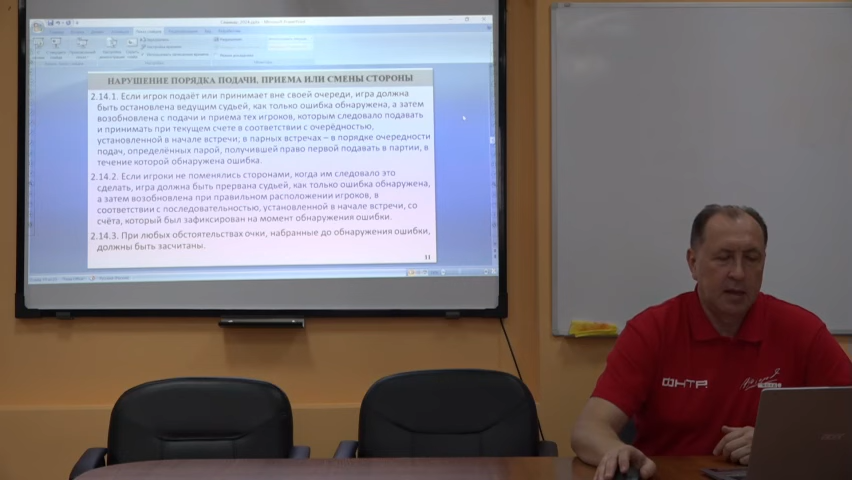 НАРУШЕНИЕ ПОРЯДКА ПОДАЧИ, ПРИЕМА ИЛИ СМЕНЫ СТОРОНЫ
2.14.1. Если игрок подаёт или принимает вне своей очереди, игра должна
быть остановлена ведущим судьей, как только ошибка обнаружена, а затем
возобновлена с подачи и приема тех игроков, которым следовало подавать
и принимать при текущем счете в соответствии с очерёдностью,
установленной в начале встречи; в парных встречах – в порядке очередности
подач, определённых парой, получившей право первой подавать в партии, в
течение которой обнаружена ошибка.
2.14.2. Если игроки не поменялись сторонами, когда им следовало это
сделать, игра должна быть прервана судьей, как только ошибка обнаружена,
а затем возобновлена при правильном расположении игроков, в
соответствии с последовательностью, установленной в начале встречи, со
счёта, который был зафиксирован на момент обнаружения ошибки.
2.14.3. При любых обстоятельствах очки, набранные до обнаружения ошибки,
должны быть засчитаны.
11
ФНТР
acer